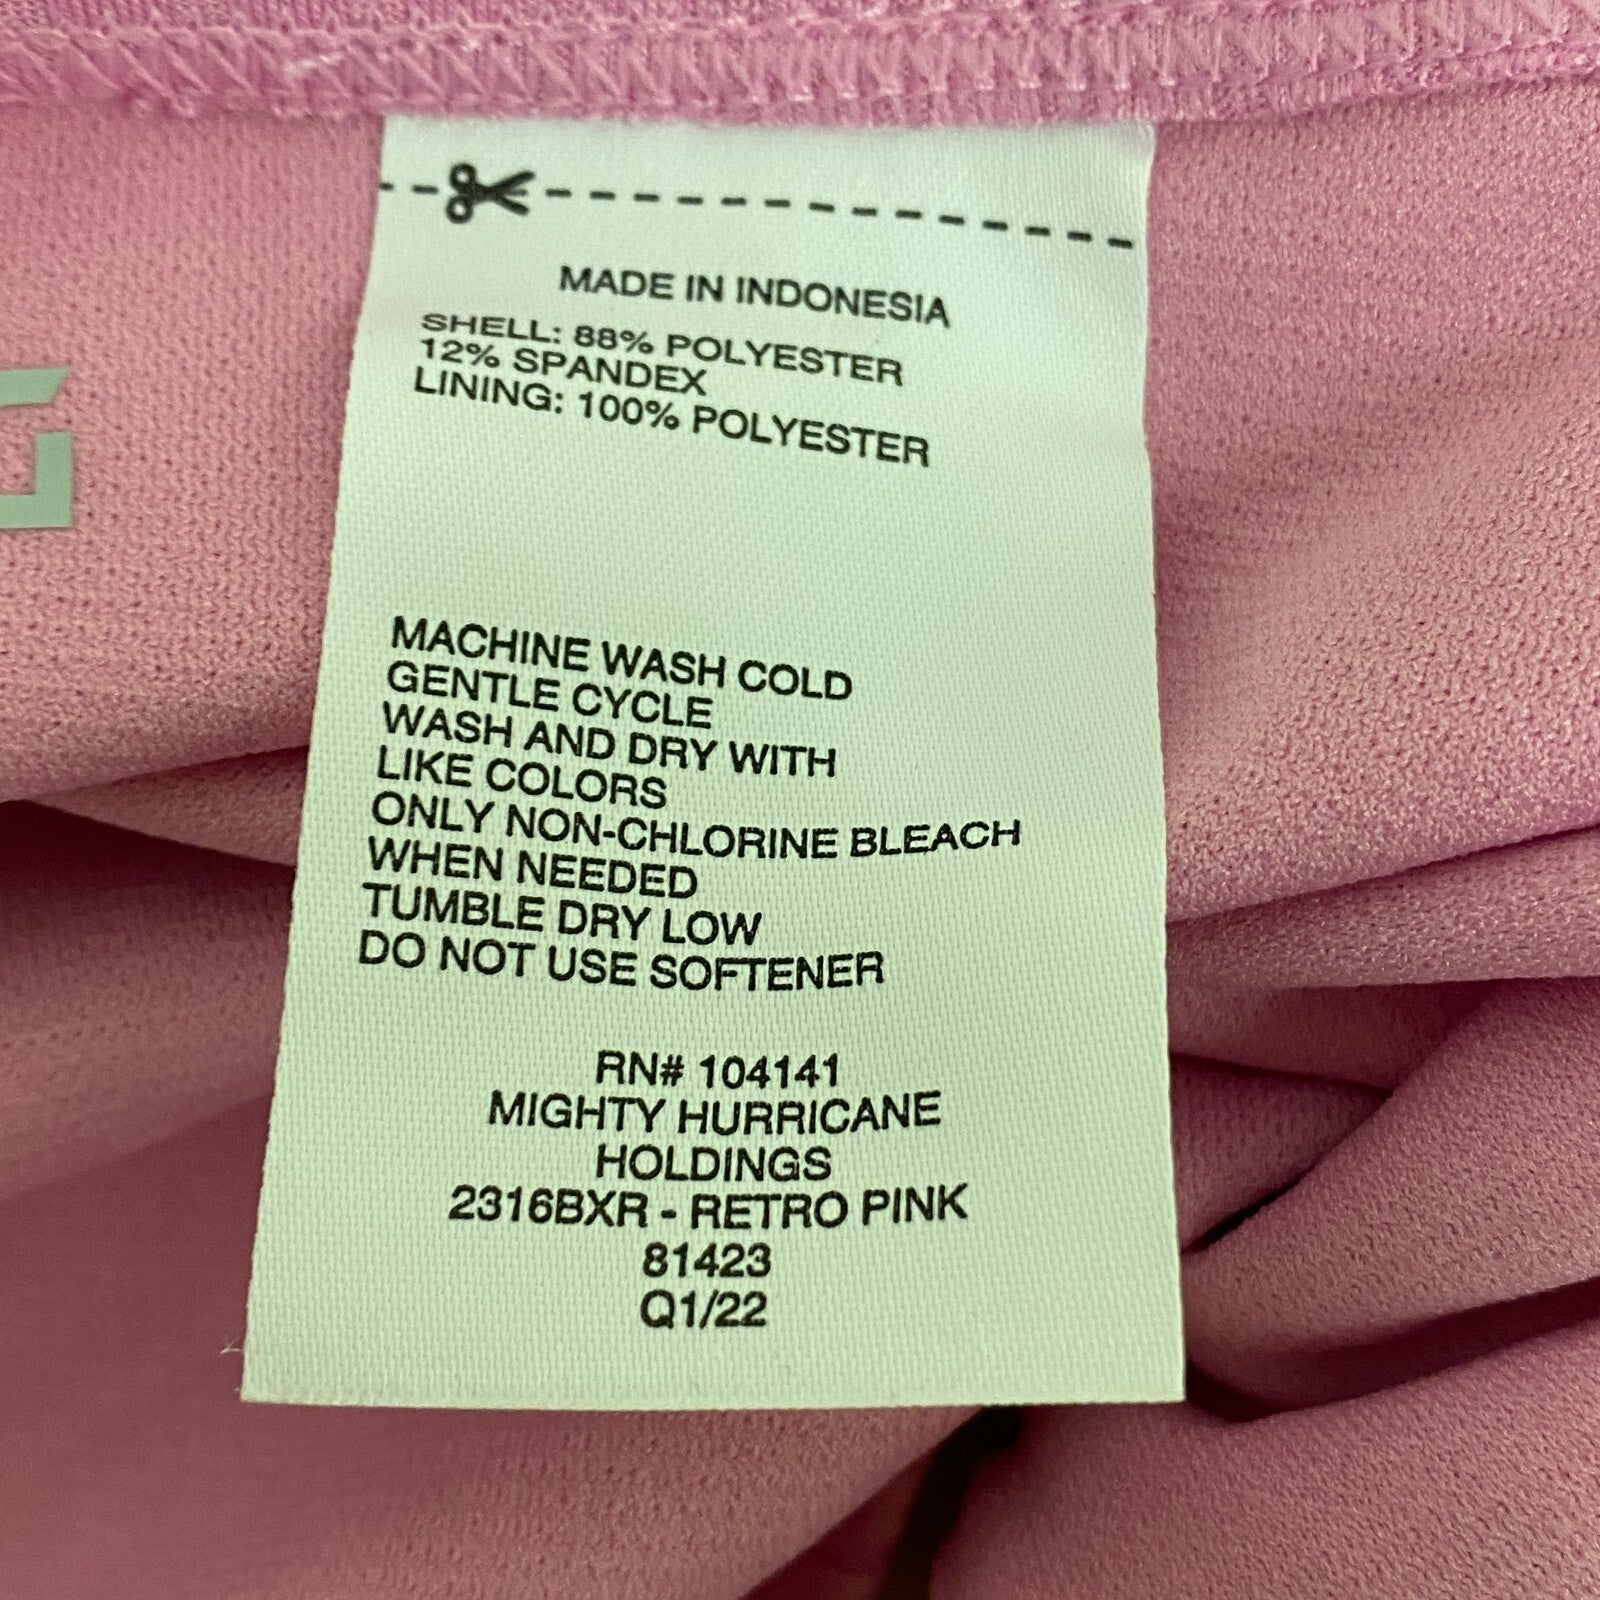 MADE IN INDONESIA
SHELL: 88% POLYESTER
12% SPANDEX
LINING: 100% POLYESTER
MACHINE WASH COLD
GENTLE CYCLE
WASH AND DRY WITH
LIKE COLORS
ONLY NON-CHLORINE BLEACH
WHEN NEEDED
TUMBLE DRY LOW
DO NOT USE SOFTENER
RN# 104141
MIGHTY HURRICANE
HOLDINGS
2316BXR - RETRO PINK
81423
Q1/22